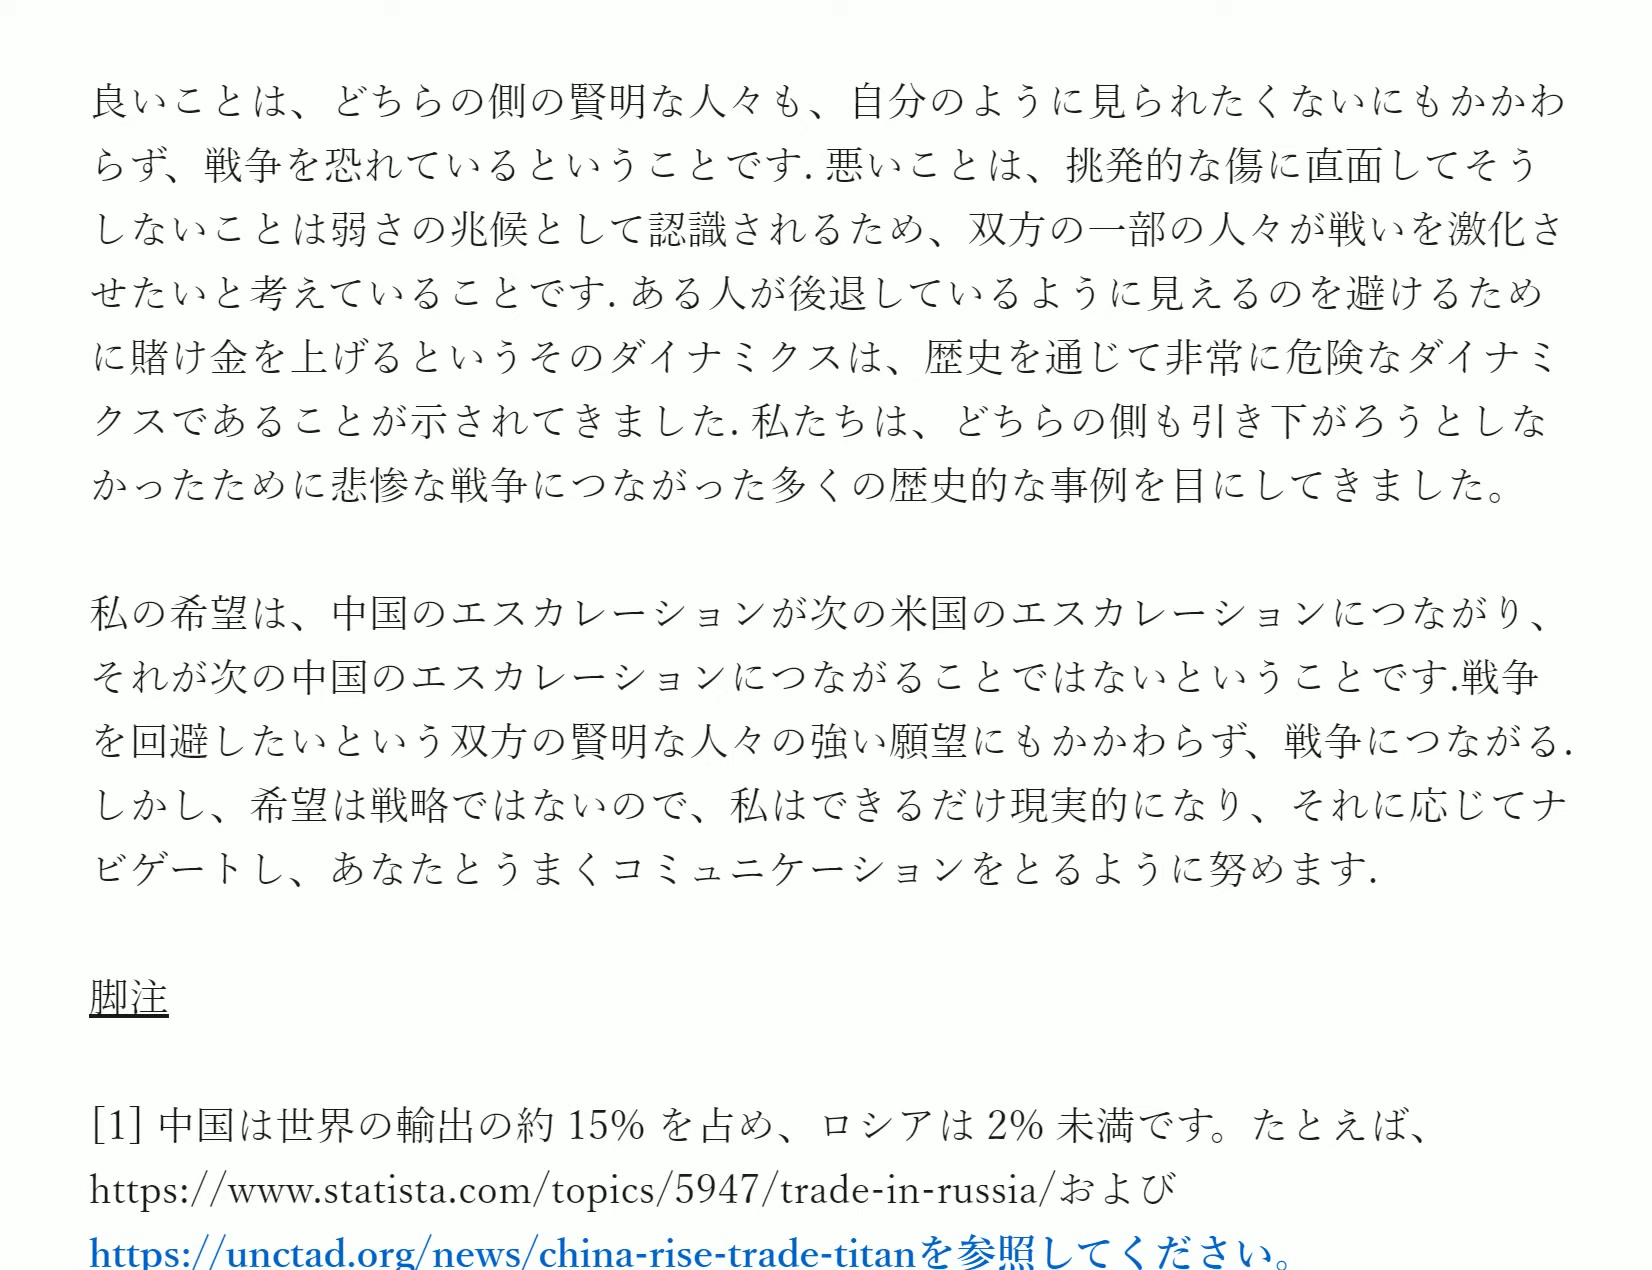 良いことは、どちらの側の賢明な人々も、自分のように見られたくないにもかかわ
らず、戦争を恐れているということです. 悪いことは、挑発的な傷に直面してそう
しないことは弱さの兆候として認識されるため、双方の一部の人々が戦いを激化さ
せたいと考えていることです. ある人が後退しているように見えるのを避けるため
に賭け金を上げるというそのダイナミクスは、歴史を通じて非常に危険なダイナミ
クスであることが示されてきました. 私たちは、どちらの側も引き下がろうとしな
かったために悲惨な戦争につながった多くの歴史的な事例を目にしてきました。
私の希望は、中国のエスカレーションが次の米国のエスカレーションにつながり、
それが次の中国のエスカレーションにつながることではないということです.戦争
を回避したいという双方の賢明な人々の強い願望にもかかわらず、戦争につながる.
しかし、希望は戦略ではないので、私はできるだけ現実的になり、それに応じてナ
ビゲートし、あなたとうまくコミュニケーションをとるように努めます.
脚注
[1] 中国は世界の輸出の約 15% を占め、ロシアは 2% 未満です。たとえば、
https://www.statista.com/topics/5947/trade-in-russia/および
https://unctad.org/news/china-rise-trade-titanを参照してください。